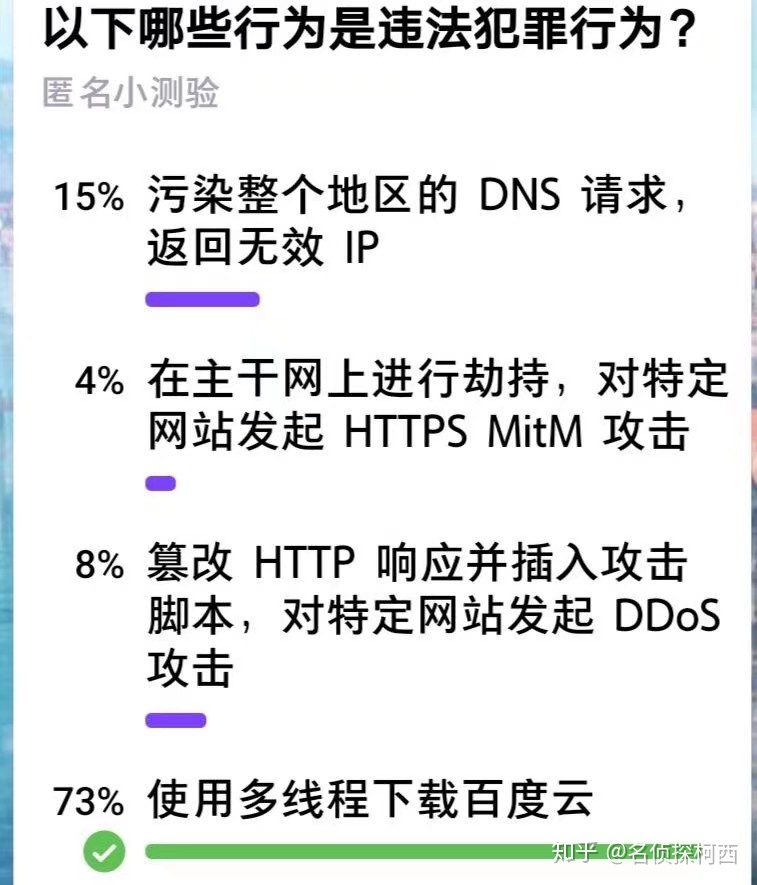 以下哪些行为是违法犯罪行为？
匿名小测验
15% 污染整个地区的 DNS 请求，
返回无效 IP
4% 在主干网上进行劫持，对特定
网站发起 HTTPS MitM 攻击
8% 篡改 HTTP 响应并插入攻击
脚本，对特定网站发起 DDoS
攻击
73% 使用多线程下载百度云
知乎 @名侦探柯西